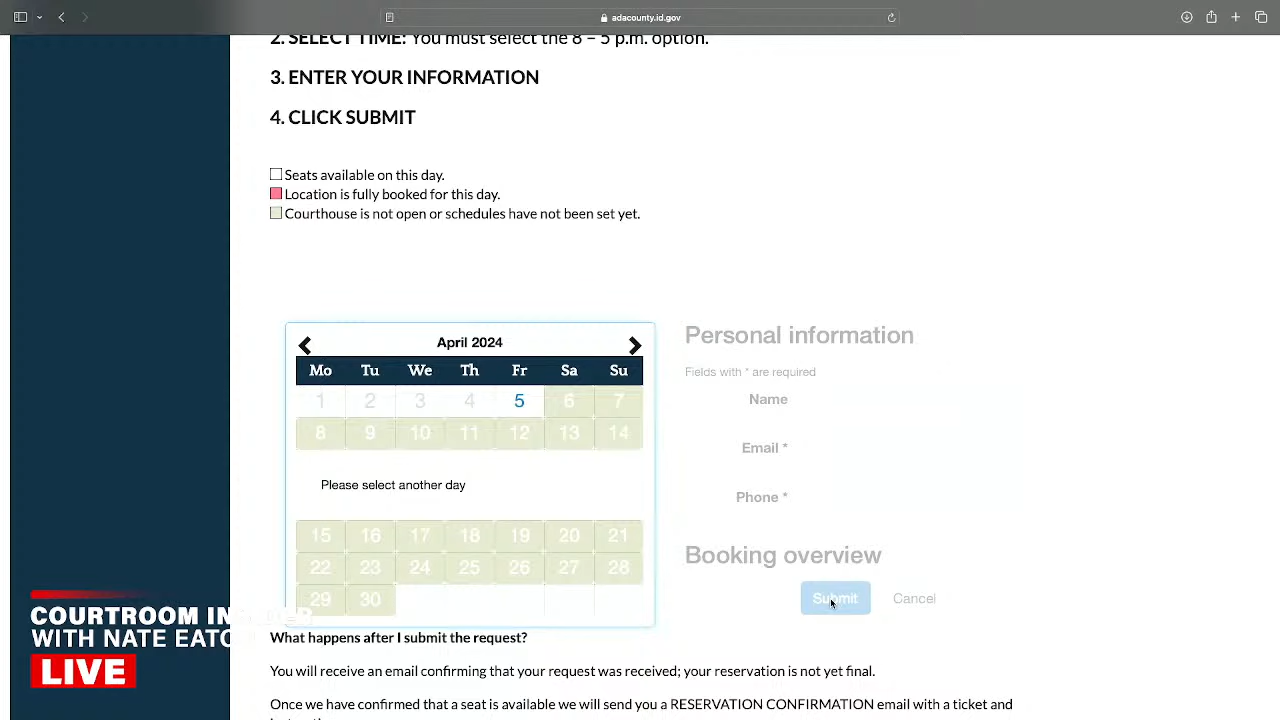 adacounty.id.gov
2. SELECT TIME: You must select the 8 – 5 p.m. option.
3. ENTER YOUR INFORMATION
4. CLICK SUBMIT
Seats available on this day.
Location is fully booked for this day.
Courthouse is not open or schedules have not been set yet.
April 2024
Mo Tu We Th Fr Sa Su
1 2 3 4 5 6 7
8 9 10 11 12 13 14
Please select another day
15 16 17 18 19 20 21
22 23 24 25 26 27 28
29 30
Personal information
Fields with * are required
Name
Email *
Phone *
Booking overview
Submit Cancel
COURTROOM INSIDER
WITH NATE EATO
LIVE
What happens after I submit the request?
You will receive an email confirming that your request was received; your reservation is not yet final.
Once we have confirmed that a seat is available we will send you a RESERVATION CONFIRMATION email with a ticket and